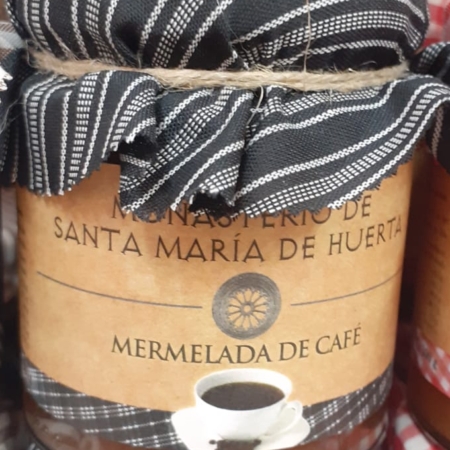 MONASTERIO DE
SANTA MARÍA DE HUERTA
MERMELADA DE CAFÉ